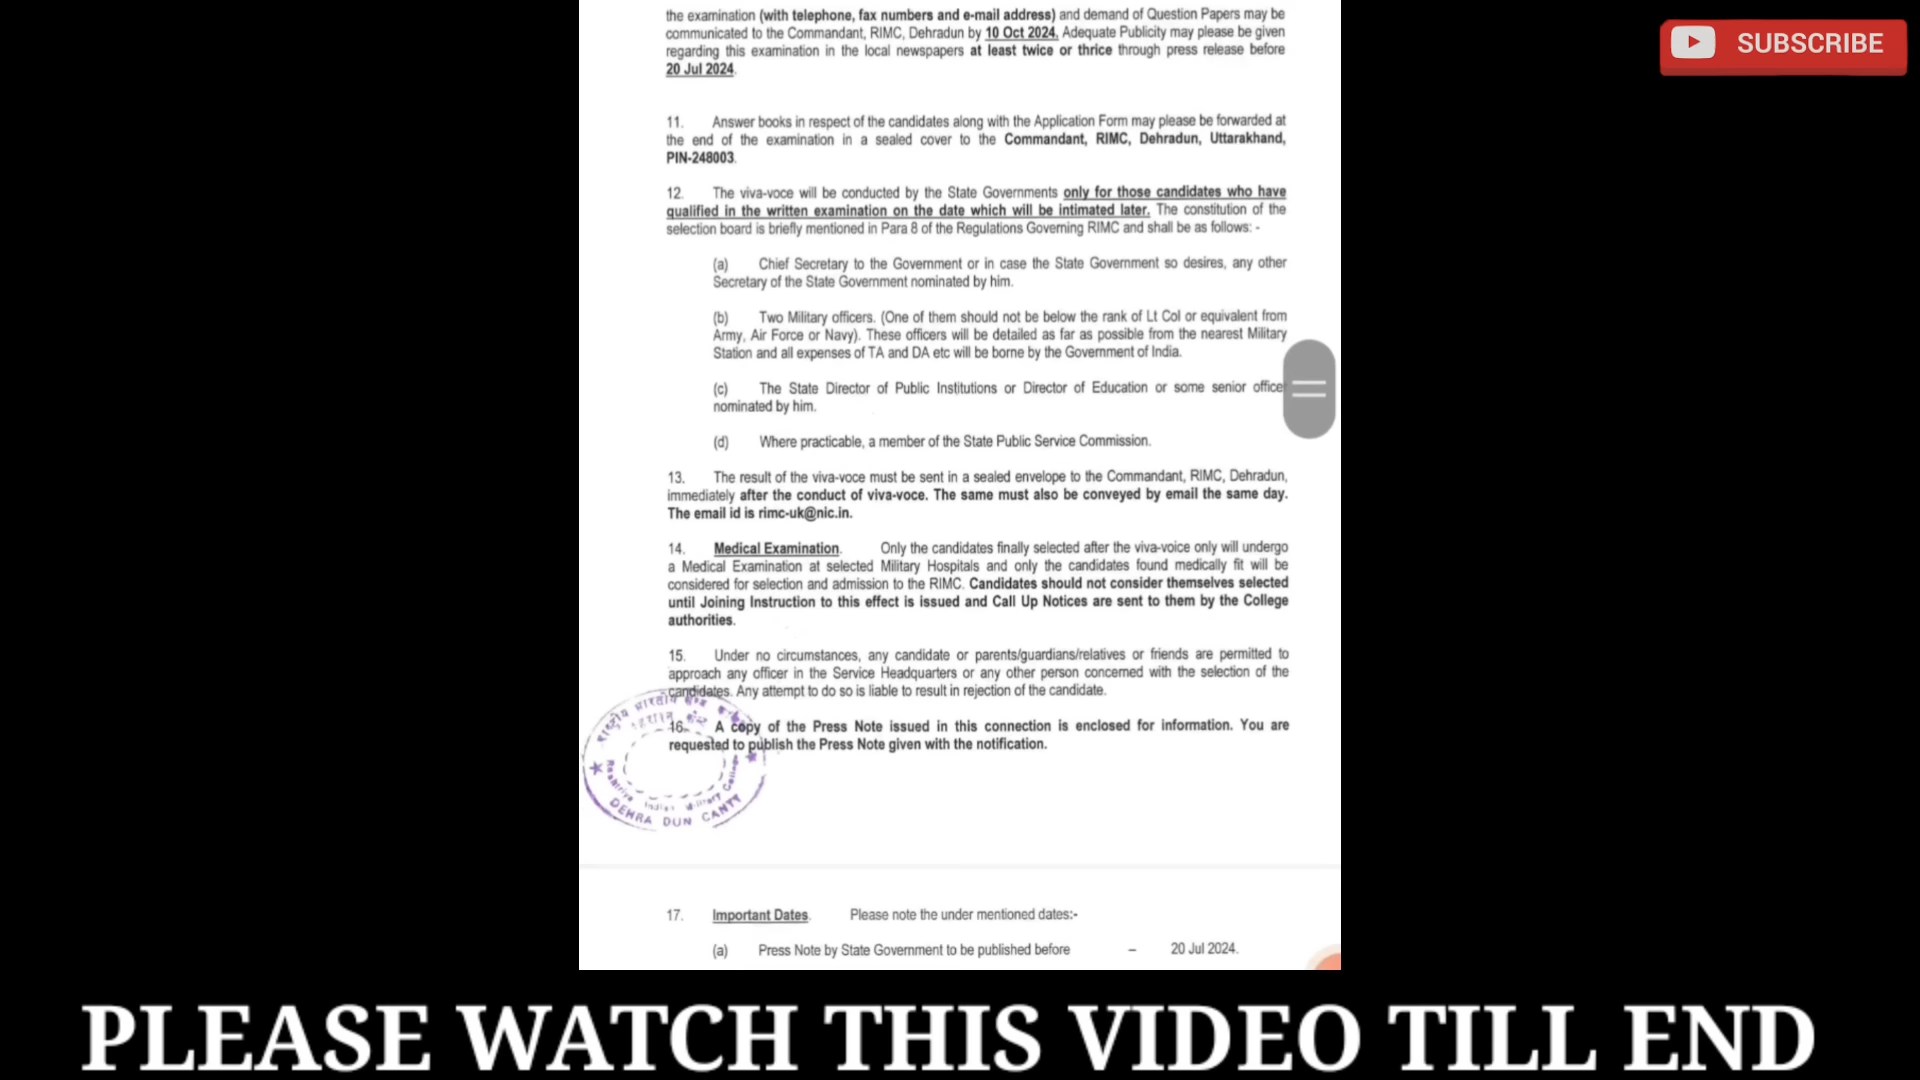 the examination (with telephone, fax numbers and e-mail address) and demand of Question Papers may be
communicated to the Commandant, RIMC, Dehradun by 10 Oct 2024. Adequate Publicity may please be given
regarding this examination in the local newspapers at least twice or thrice through press release before
20 Jul 2024.
SUBSCRIBE
11. Answer books in respect of the candidates along with the Application Form may please be forwarded at
the end of the examination in a sealed cover to the Commandant, RIMC, Dehradun, Uttarakhand,
PIN-248003.
12. The viva-voce will be conducted by the State Governments only for those candidates who have
qualified in the written examination on the date which will be intimated later. The constitution of the
selection board is briefly mentioned in Para 8 of the Regulations Governing RIMC and shall be as follows: -
(a) Chief Secretary to the Government or in case the State Government so desires, any other
Secretary of the State Government nominated by him.
(b) Two Military officers. (One of them should not be below the rank of Lt Col or equivalent from
Army, Air Force or Navy). These officers will be detailed as far as possible from the nearest Military
Station and all expenses of TA and DA etc will be borne by the Government of India.
(c) The State Director of Public Institutions or Director of Education or some senior office
nominated by him.
(d) Where practicable, a member of the State Public Service Commission.
13. The result of the viva-voce must be sent in a sealed envelope to the Commandant, RIMC, Dehradun,
immediately after the conduct of viva-voce. The same must also be conveyed by email the same day.
The email id is rimc-uk@nic.in.
14. Medical Examination. Only the candidates finally selected after the viva-voice only will undergo
a Medical Examination at selected Military Hospitals and only the candidates found medically fit will be
considered for selection and admission to the RIMC. Candidates should not consider themselves selected
until Joining Instruction to this effect is issued and Call Up Notices are sent to them by the College
authorities.
15. Under no circumstances, any candidate or parents/guardians/relatives or friends are permitted to
approach any officer in the Service Headquarters or any other person concerned with the selection of the
candidates. Any attempt to do so is liable to result in rejection of the candidate.
16. A copy of the Press Note issued in this connection is enclosed for information. You are
requested to publish the Press Note given with the notification.
Indian Military College
DEHRA DUN CANTT
17. Important Dates. Please note the under mentioned dates:-
(a) Press Note by State Government to be published before – 20 Jul 2024.
PLEASE WATCH THIS VIDEO TILL END